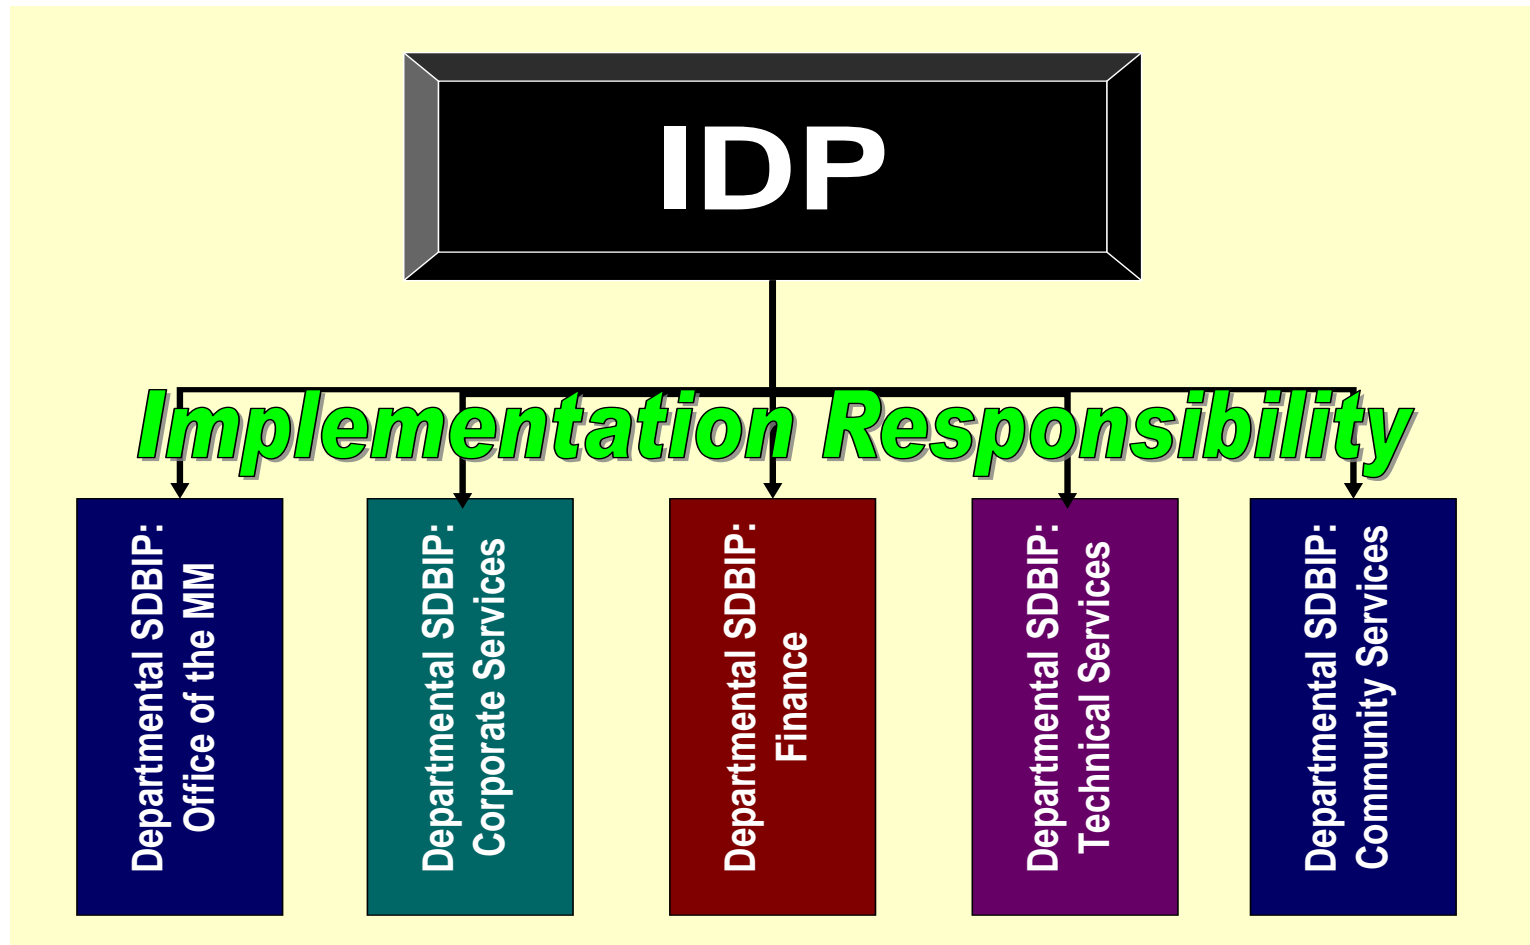 IDP
Implementation Responsibility
Departmental SDBIP:
Office of the MM
Departmental SDBIP:
Corporate Services
Departmental SDBIP:
Finance
Departmental SDBIP:
Technical Services
Departmental SDBIP:
Community Services